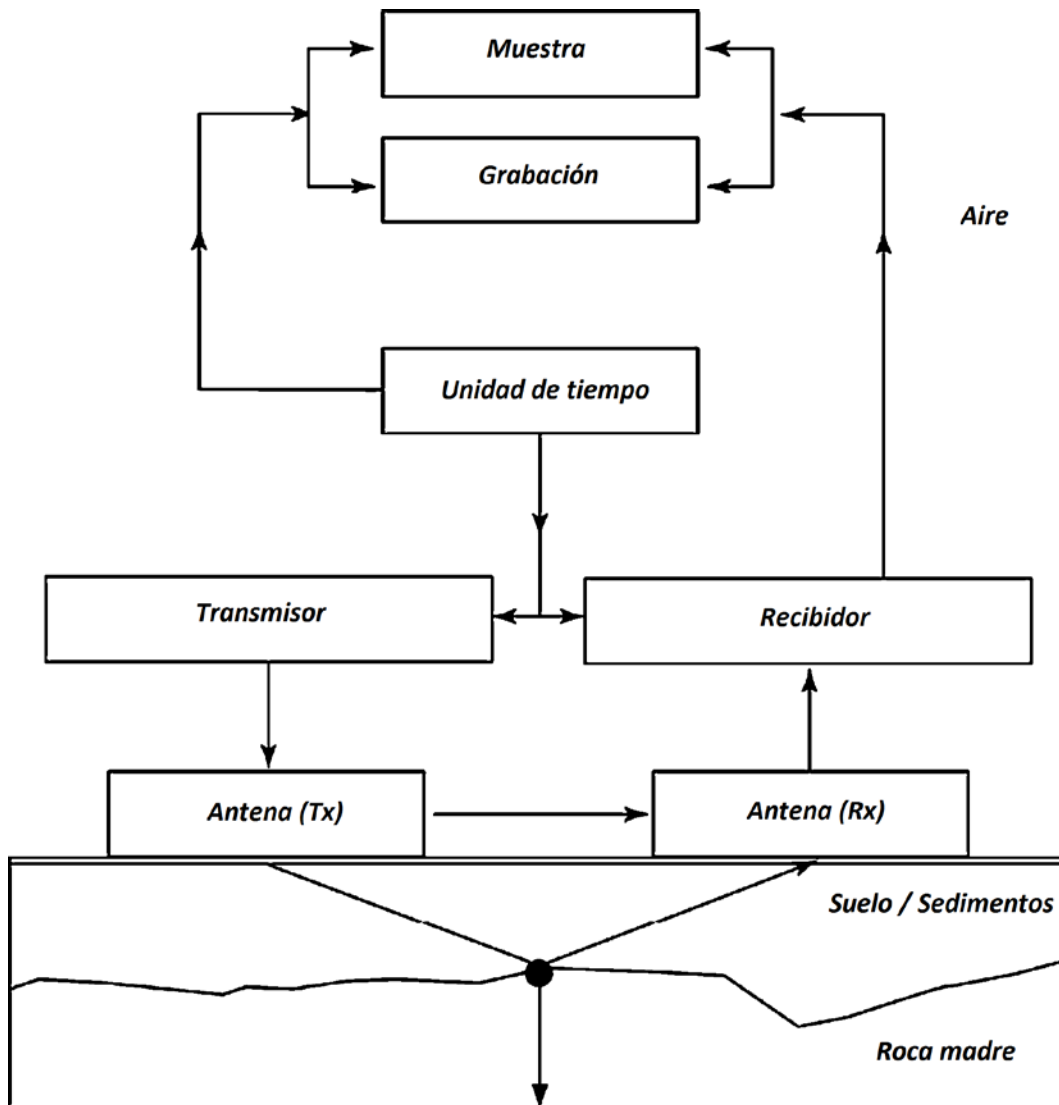 Muestra
Grabación
Aire
Unidad de tiempo
Transmisor
Recibidor
Antena (Tx)
Antena (Rx)
Suelo / Sedimentos
Roca madre